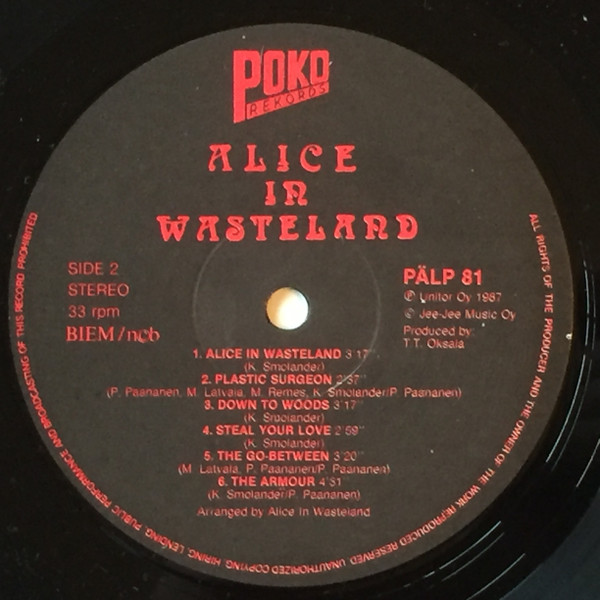 POKO
REKORDS
ALICE
IN
WASTELAND
SIDE 2
STEREO
33 rpm
BIEM/ncb
PÄLP 81
℗ Unitor Oy 1987
© Jee-Jee Music Oy
Produced by:
T.T. Oksala
1. ALICE IN WASTELAND 3'17''
(K. Smolander)
2. PLASTIC SURGEON 2'37''
(P. Paananen, M. Latvala, M. Remes, K. Smolander/P. Paananen)
3. DOWN TO WOODS 3'17''
(K. Smolander)
4. STEAL YOUR LOVE 2'59''
(K. Smolander)
5. THE GO-BETWEEN 3'20''
(M. Latvala, P. Paananen/P. Paananen)
6. THE ARMOUR 4'31
(K. Smolander/P. Paananen)
Arranged by Alice In Wasteland
ALL RIGHTS OF THE PRODUCER AND THE OWNER OF THE WORK REPRODUCED RESERVED. UNAUTHORIZED COPYING, HIRING, LENDING, PUBLIC PERFORMANCE AND BROADCASTING OF THIS RECORD PROHIBITED